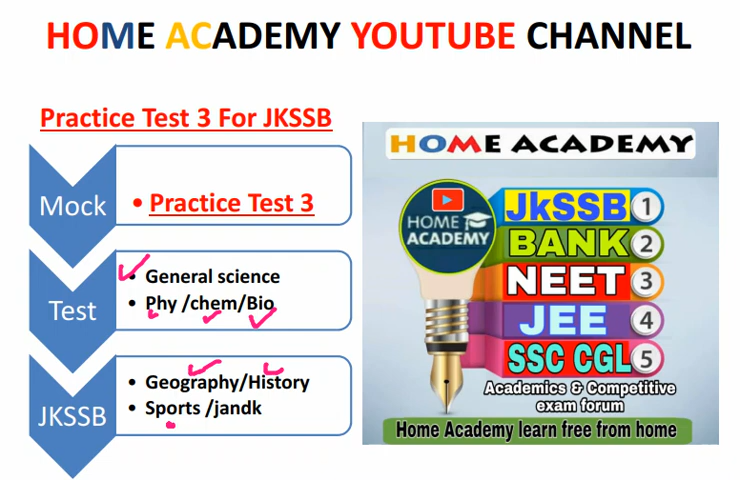 HOME ACADEMY YOUTUBE CHANNEL
Practice Test 3 For JKSSB
Mock
• Practice Test 3
Test
• General science
• Phy /chem/Bio
JKSSB
• Geography/History
• Sports /jandk
HOME ACADEMY
HOME
ACADEMY
JkSSB 1
BANK 2
NEET 3
JEE 4
SSC CGL 5
Academics & Competitive
exam forum
Home Academy learn free from home